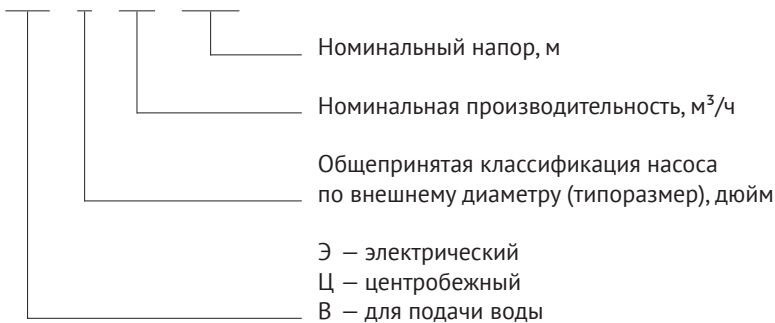 Номинальный напор, м
Номинальная производительность, м³/ч
Общепринятая классификация насоса
по внешнему диаметру (типоразмер), дюйм
Э — электрический
Ц — центробежный
В — для подачи воды